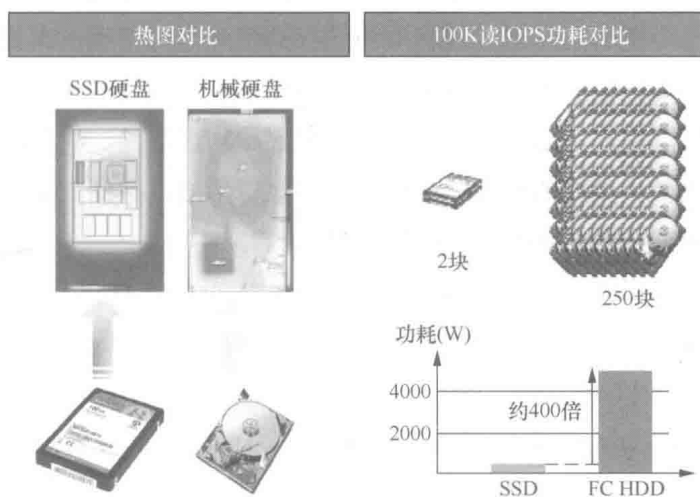 热图对比
SSD硬盘
机械硬盘
100K读IOPS功耗对比
2块
250块
功耗(W)
4000
2000
约400倍
SSD
FC HDD